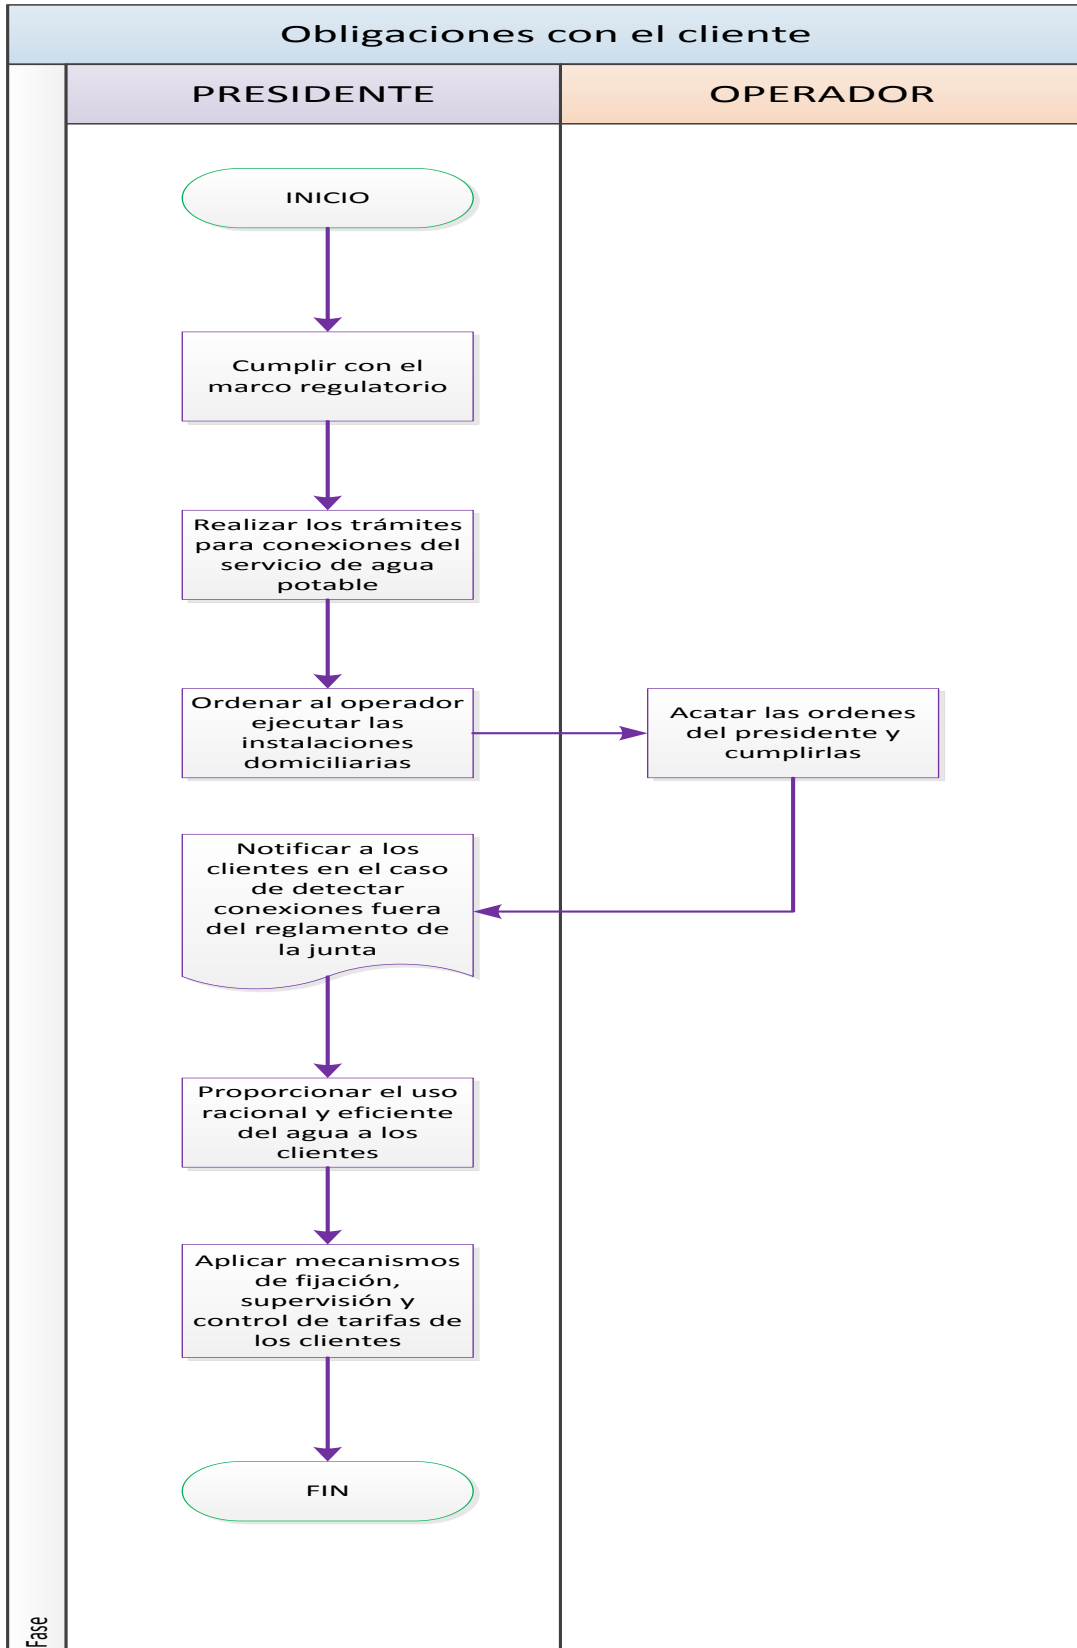 Obligaciones con el cliente
PRESIDENTE
OPERADOR
INICIO
Cumplir con el
marco regulatorio
Realizar los trámites
para conexiones del
servicio de agua
potable
Ordenar al operador
ejecutar las
instalaciones
domiciliarias
Acatar las ordenes
del presidente y
cumplirlas
Notificar a los
clientes en el caso
de detectar
conexiones fuera
del reglamento de
la junta
Proporcionar el uso
racional y eficiente
del agua a los
clientes
Aplicar mecanismos
de fijación,
supervisión y
control de tarifas de
los clientes
FIN
Fase